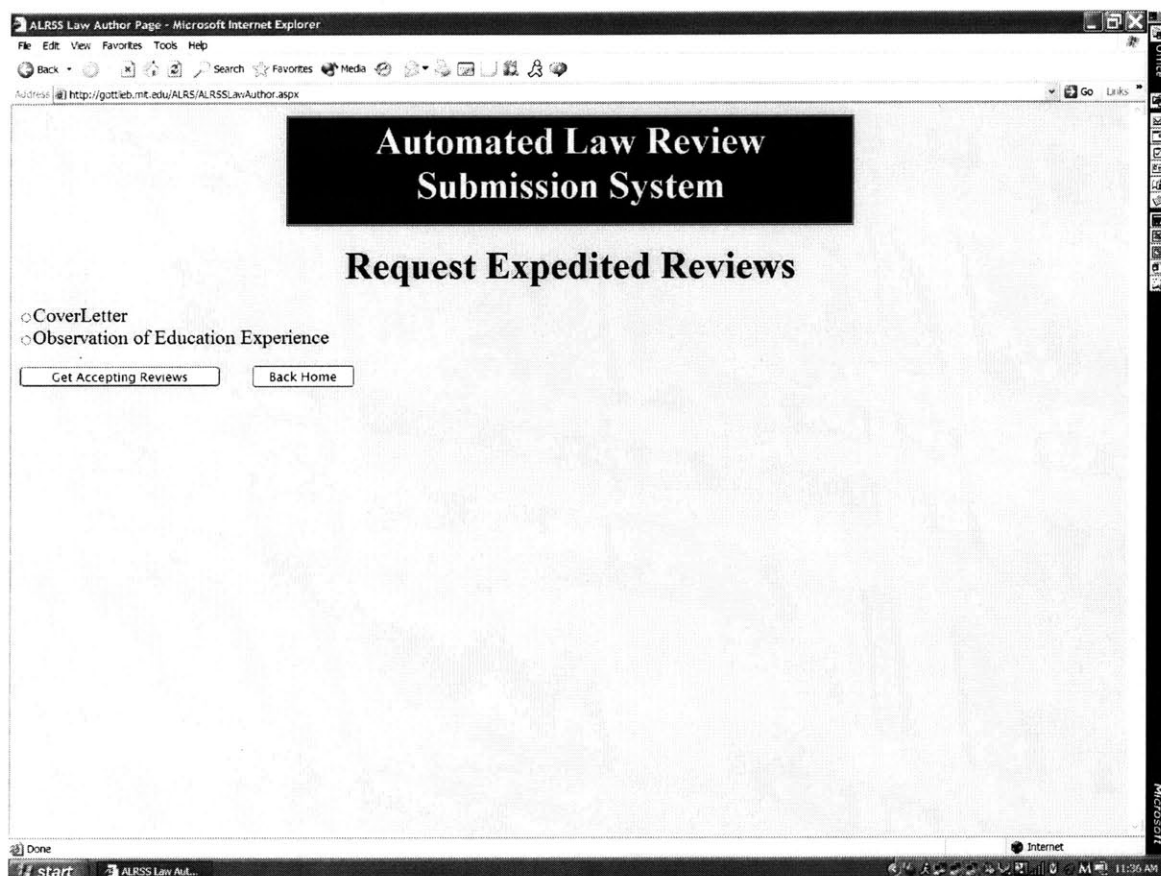 ALRSS Law Author Page - Microsoft Internet Explorer
File Edit View Favorites Tools Help
Back Search Favorites Media
Address http://gottlieb.mt.edu/ALRS/ALRSSLawAuthor.aspx Go Links
Office
Automated Law Review
Submission System
Request Expedited Reviews
CoverLetter
Observation of Education Experience
Get Accepting Reviews Back Home
Microsoft
Done Internet
start ALRSS Law Aut... 11:36 AM